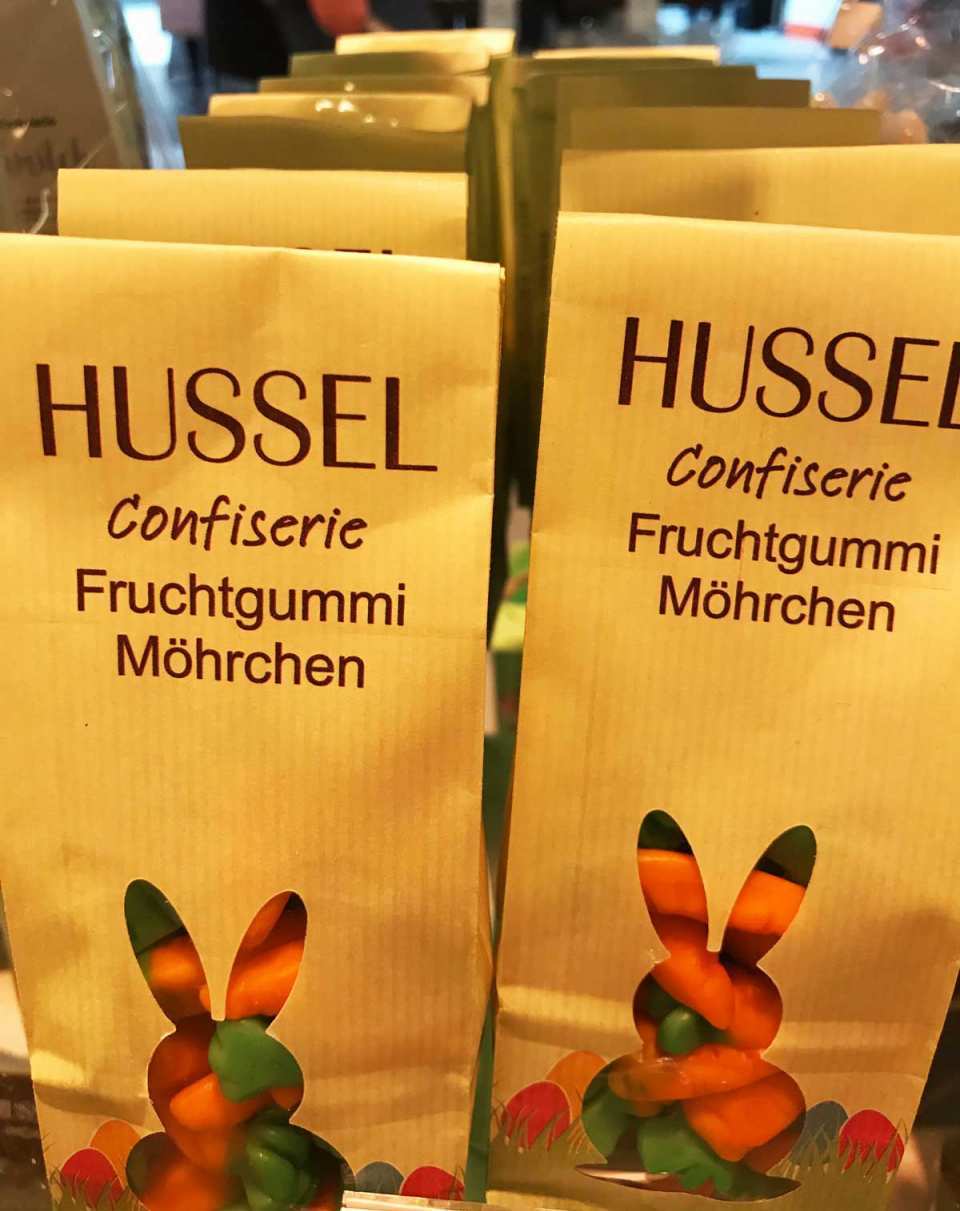 HUSSEL
Confiserie
Fruchtgummi
Möhrchen
HUSSEL
Confiserie
Fruchtgummi
Möhrchen